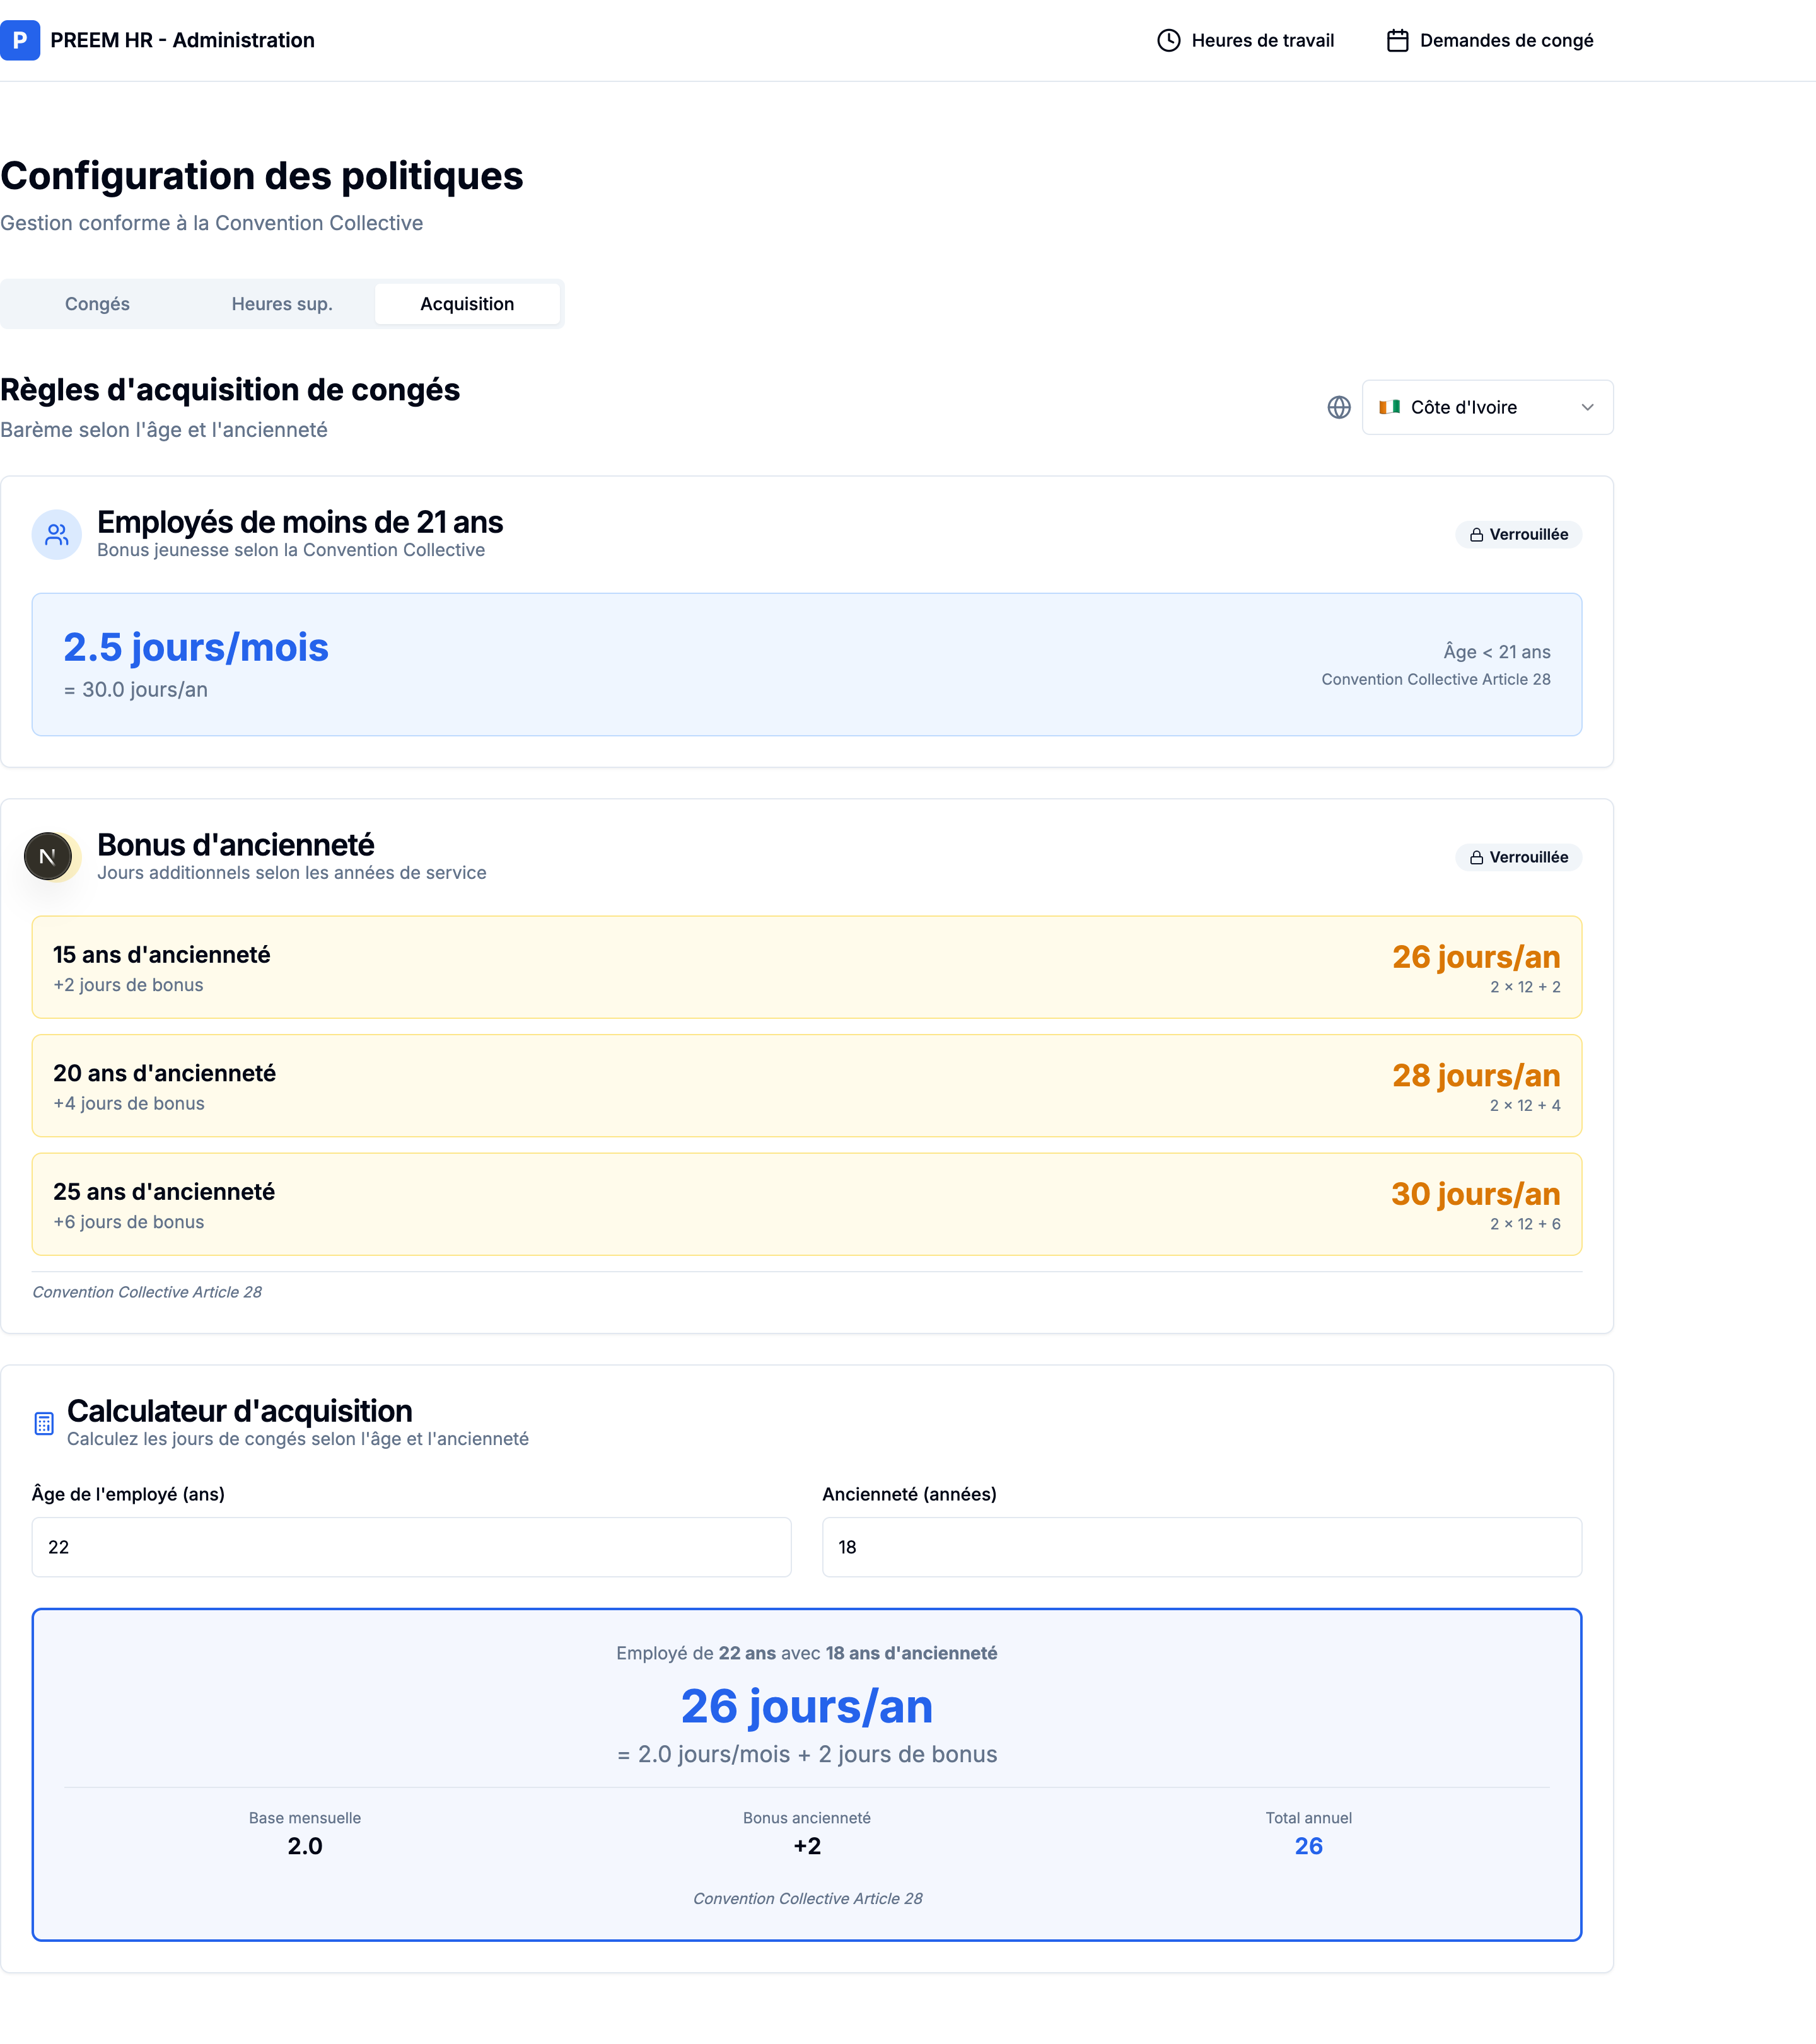 P PREEM HR - Administration
Heures de travail
Demandes de congé
Configuration des politiques
Gestion conforme à la Convention Collective
Congés
Heures sup.
Acquisition
Règles d'acquisition de congés
Barème selon l'âge et l'ancienneté
Côte d'Ivoire
Employés de moins de 21 ans
Bonus jeunesse selon la Convention Collective
Verrouillée
2.5 jours/mois
= 30.0 jours/an
Âge < 21 ans
Convention Collective Article 28
N
Bonus d'ancienneté
Jours additionnels selon les années de service
Verrouillée
15 ans d'ancienneté
+2 jours de bonus
26 jours/an
2 × 12 + 2
20 ans d'ancienneté
+4 jours de bonus
28 jours/an
2 × 12 + 4
25 ans d'ancienneté
+6 jours de bonus
30 jours/an
2 × 12 + 6
Convention Collective Article 28
Calculateur d'acquisition
Calculez les jours de congés selon l'âge et l'ancienneté
Âge de l'employé (ans)
22
Ancienneté (années)
18
Employé de 22 ans avec 18 ans d'ancienneté
26 jours/an
= 2.0 jours/mois + 2 jours de bonus
Base mensuelle
2.0
Bonus ancienneté
+2
Total annuel
26
Convention Collective Article 28